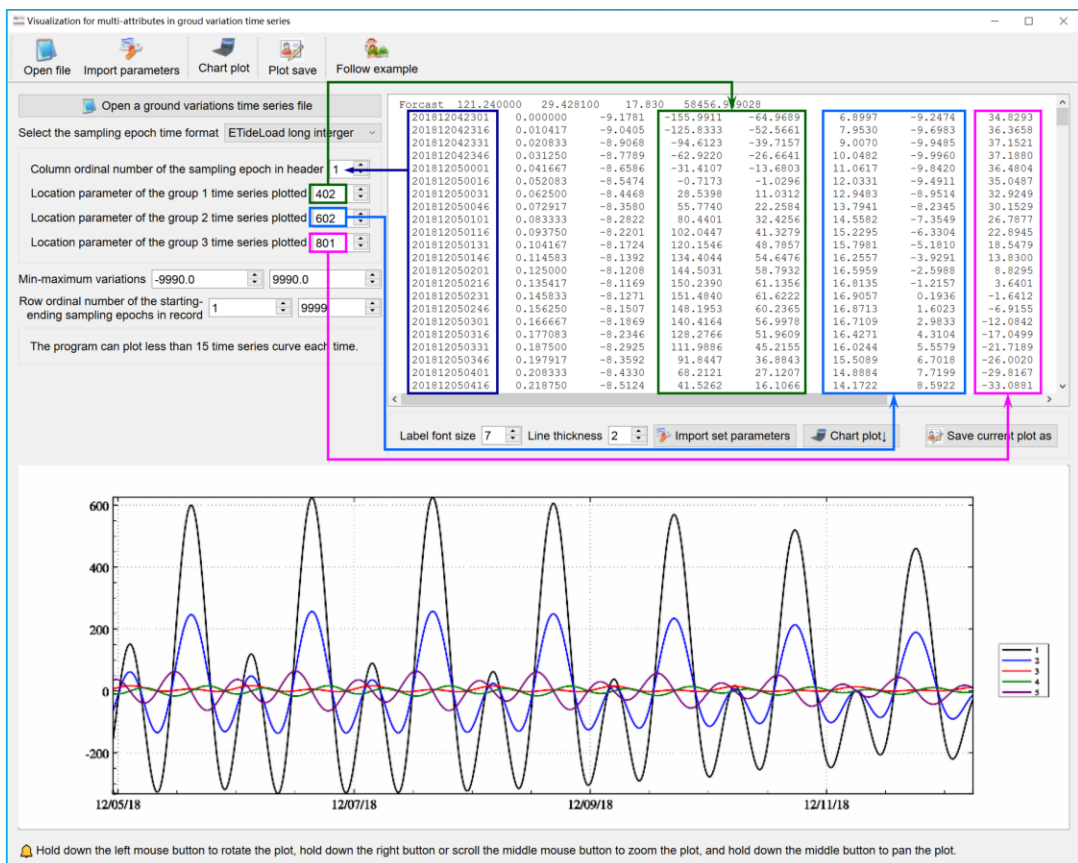 Visualization for multi-attributes in groud variation time series
Open file Import parameters Chart plot Plot save Follow example
Open a ground variations time series file
Select the sampling epoch time format ETideLoad long interger
Column ordinal number of the sampling epoch in header 1
Location parameter of the group 1 time series plotted 402
Location parameter of the group 2 time series plotted 602
Location parameter of the group 3 time series plotted 801
Min-maximum variations -9990.0 9990.0
Row ordinal number of the starting- 1 9999
ending sampling epochs in record
The program can plot less than 15 time series curve each time.
Forcast 121.240000 29.428100 17.830
201812042301 0.000000 -9.1781 -155.9911 -64.9689 6.8997 -9.2474 34.8293
201812042316 0.010417 -9.0405 -125.8333 -52.5661 7.9530 -9.6983 36.3658
201812042331 0.020833 -8.9068 -94.6123 -39.7157 9.0070 -9.9485 37.1521
201812042346 0.031250 -8.7789 -62.9220 -26.6641 10.0482 -9.9960 37.1880
201812050001 0.041667 -8.6586 -31.4107 -13.6803 11.0617 -9.8420 36.4804
201812050016 0.052083 -8.5474 -0.7173 -1.0296 12.0331 -9.4911 35.0487
201812050031 0.062500 -8.4468 28.5398 11.0312 12.9483 -8.9514 32.9249
201812050046 0.072917 -8.3580 55.7740 22.2584 13.7941 -8.2345 30.1529
201812050101 0.083333 -8.2822 80.4401 32.4256 14.5582 -7.3549 26.7877
201812050116 0.093750 -8.2201 102.0447 41.3279 15.2295 -6.3304 22.8945
201812050131 0.104167 -8.1724 120.1546 48.7857 15.7981 -5.1810 18.5479
201812050146 0.114583 -8.1392 134.4044 54.6476 16.2557 -3.9291 13.8300
201812050201 0.125000 -8.1208 144.5031 58.7932 16.5959 -2.5988 8.8295
201812050216 0.135417 -8.1169 150.2390 61.1356 16.8135 -1.2157 3.6401
201812050231 0.145833 -8.1271 151.4840 61.6222 16.9057 0.1936 -1.6412
201812050246 0.156250 -8.1507 148.1953 60.2365 16.8713 1.6023 -6.9155
201812050301 0.166667 -8.1869 140.4164 56.9978 16.7109 2.9833 -12.0842
201812050316 0.177083 -8.2346 128.2766 51.9609 16.4271 4.3104 -17.0499
201812050331 0.187500 -8.2925 111.9886 45.2155 16.0244 5.5579 -21.7189
201812050346 0.197917 -8.3592 91.8447 36.8843 15.5089 6.7018 -26.0020
201812050401 0.208333 -8.4330 68.2121 27.1207 14.8884 7.7199 -29.8167
201812050416 0.218750 -8.5124 41.5262 16.1066 14.1722 8.5922 -33.0881
Label font size 7 Line thickness 2 Import set parameters Chart plot↓ Save current plot as
600
400
200
0
-200
12/05/18 12/07/18 12/09/18 12/11/18
1
2
3
4
5
Hold down the left mouse button to rotate the plot, hold down the right button or scroll the middle mouse button to zoom the plot, and hold down the middle button to pan the plot.